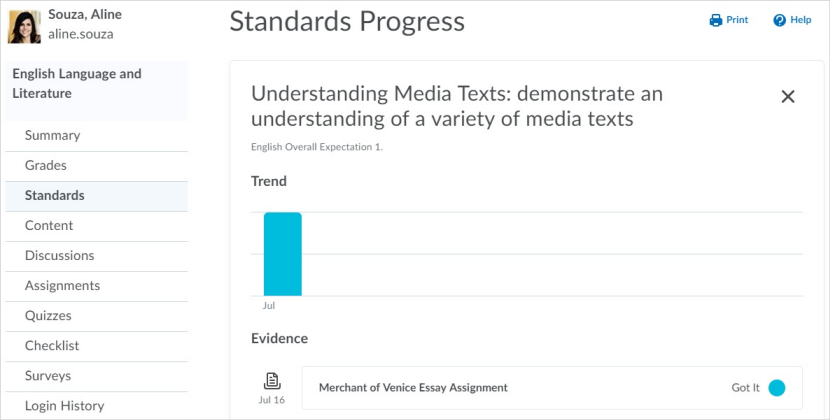 Souza, Aline
aline.souza
Standards Progress
Print
Help
English Language and
Literature
Summary
Grades
Standards
Content
Discussions
Assignments
Quizzes
Checklist
Surveys
Login History
Understanding Media Texts: demonstrate an
understanding of a variety of media texts
English Overall Expectation 1.
Trend
Jul
Evidence
Jul 16
Merchant of Venice Essay Assignment
Got It